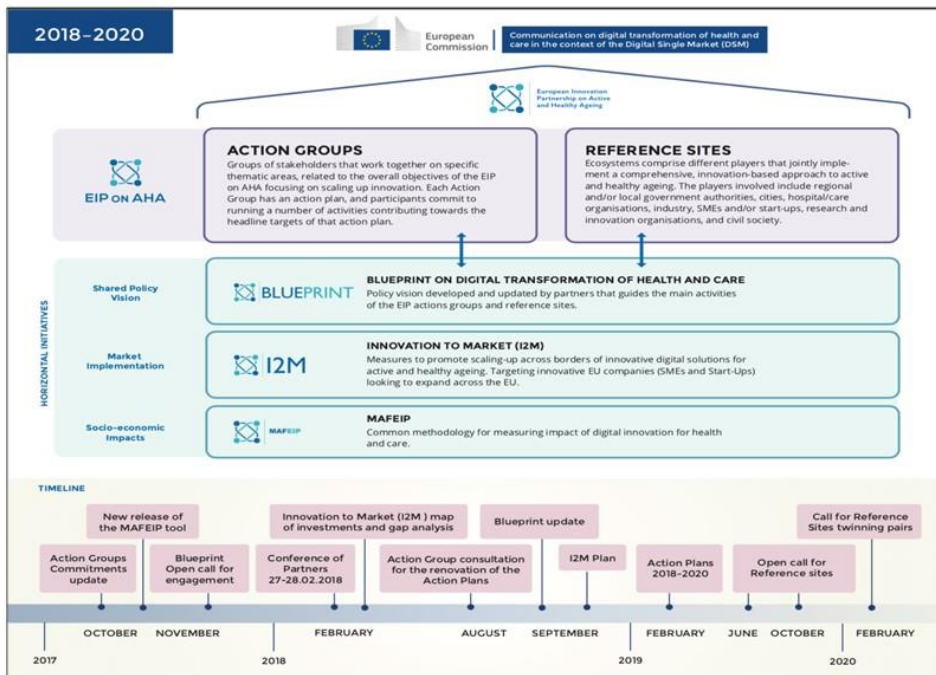 2018–2020
European
Commission
Communication on digital transformation of health and
care in the context of the Digital Single Market (DSM)
European Innovation
Partnership on Active
and Healthy Ageing
EIP ON AHA
ACTION GROUPS
Groups of stakeholders that work together on specific
thematic areas, related to the overall objectives of the EIP
on AHA focusing on scaling up innovation. Each Action
Group has an action plan, and participants commit to
running a number of activities contributing towards the
headline targets of that action plan.
REFERENCE SITES
Ecosystems comprise different players that jointly imple-
ment a comprehensive, innovation-based approach to active
and healthy ageing. The players involved include regional
and/or local government authorities, cities, hospital/care
organisations, industry, SMEs and/or start-ups, research and
innovation organisations, and civil society.
HORIZONTAL INITIATIVES
Shared Policy
Vision
BLUEPRINT
BLUEPRINT ON DIGITAL TRANSFORMATION OF HEALTH AND CARE
Policy vision developed and updated by partners that guides the main activities
of the EIP actions groups and reference sites.
Market
Implementation
I2M
INNOVATION TO MARKET (I2M)
Measures to promote scaling-up across borders of innovative digital solutions for
active and healthy ageing. Targeting innovative EU companies (SMEs and Start-Ups)
looking to expand across the EU.
Socio-economic
Impacts
MAFEIP
MAFEIP
Common methodology for measuring impact of digital innovation for health
and care.
TIMELINE
New release of
the MAFEIP tool
Innovation to Market (I2M ) map
of investments and gap analysis
Blueprint update
Call for Reference
Sites twinning pairs
Action Groups
Commitments
update
Blueprint
Open call for
engagement
Conference of
Partners
27-28.02.2018
Action Group consultation
for the renovation of the
Action Plans
I2M Plan
Action Plans
2018–2020
Open call for
Reference sites
OCTOBER
NOVEMBER
FEBRUARY
AUGUST
SEPTEMBER
FEBRUARY
JUNE
OCTOBER
FEBRUARY
2017
2018
2019
2020